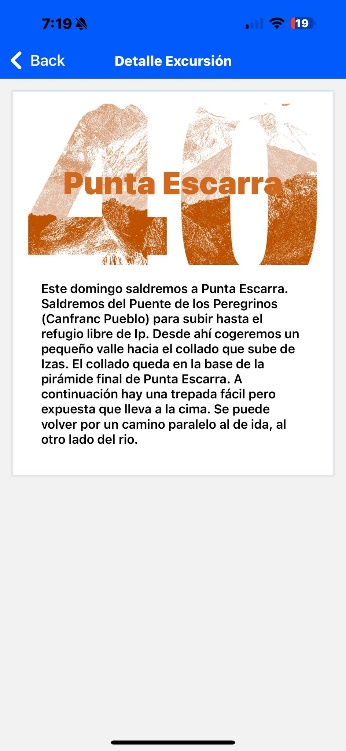 7:19
19
Back
Detalle Excursión
40
Punta Escarra
Este domingo saldremos a Punta Escarra.
Saldremos del Puente de los Peregrinos
(Canfranc Pueblo) para subir hasta el
refugio libre de Ip. Desde ahí cogeremos un
pequeño valle hacia el collado que sube de
Izas. El collado queda en la base de la
pirámide final de Punta Escarra. A
continuación hay una trepada fácil pero
expuesta que lleva a la cima. Se puede
volver por un camino paralelo al de ida, al
otro lado del rio.